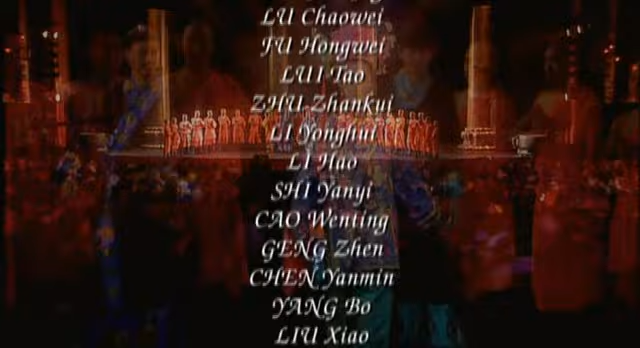 LU Chaowei
FU Hongwei
LUI Tao
ZHU Zhankui
LI Yonghui
LI Hao
SHI Yanyi
CAO Wenting
GENG Zhen
CHEN Yanmin
YANG Bo
LIU Xiao